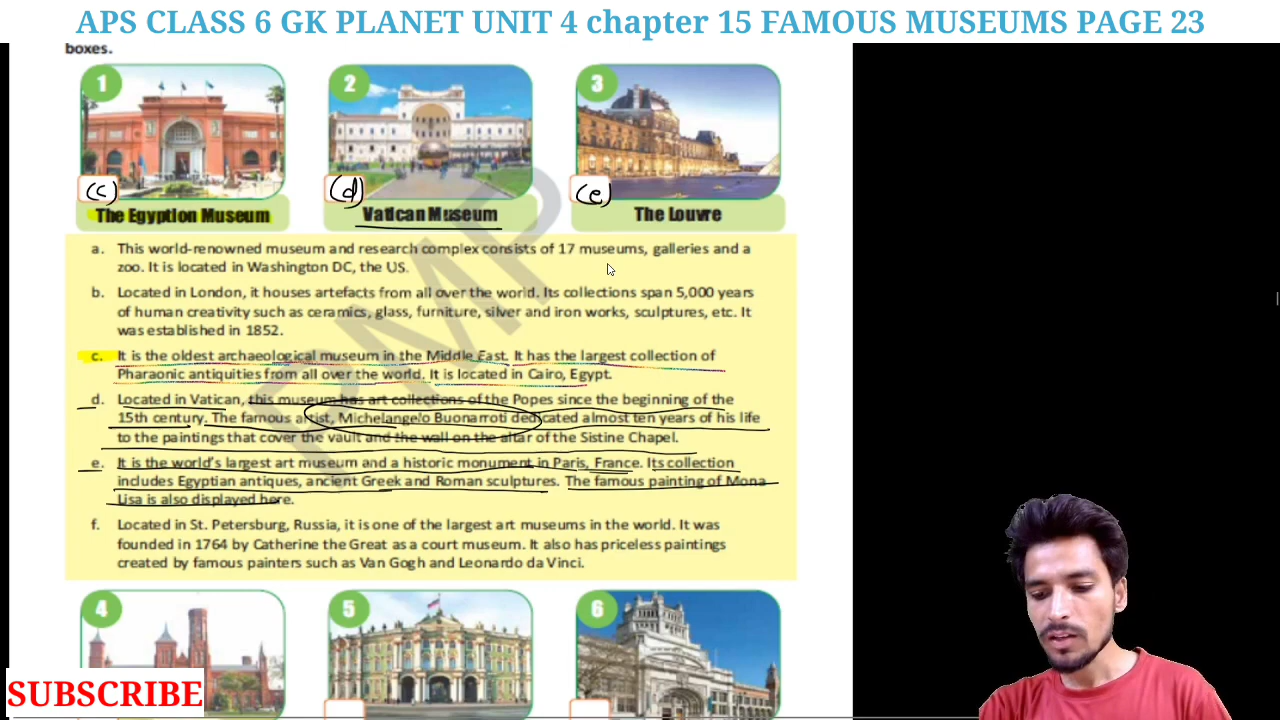 APS CLASS 6 GK PLANET UNIT 4 chapter 15 FAMOUS MUSEUMS PAGE 23
boxes.
1
2
3
(c)
(d)
(e)
The Egyption Museum
Vatican Museum
The Louvre
a. This world-renowned museum and research complex consists of 17 museums, galleries and a
zoo. It is located in Washington DC, the US.
b. Located in London, it houses artefacts from all over the world. Its collections span 5,000 years
of human creativity such as ceramics, glass, furniture, silver and iron works, sculptures, etc. It
was established in 1852.
c. It is the oldest archaeological museum in the Middle East. It has the largest collection of
Pharaonic antiquities from all over the world. It is located in Cairo, Egypt.
d. Located in Vatican, this museum has art collections of the Popes since the beginning of the
15th century. The famous artist, Michelangelo Buonarroti dedicated almost ten years of his life
to the paintings that cover the vault and the wall on the altar of the Sistine Chapel.
e. It is the world's largest art museum and a historic monument in Paris, France. Its collection
includes Egyptian antiques, ancient Greek and Roman sculptures. The famous painting of Mona
Lisa is also displayed here.
f. Located in St. Petersburg, Russia, it is one of the largest art museums in the world. It was
founded in 1764 by Catherine the Great as a court museum. It also has priceless paintings
created by famous painters such as Van Gogh and Leonardo da Vinci.
4
5
6
SUBSCRIBE